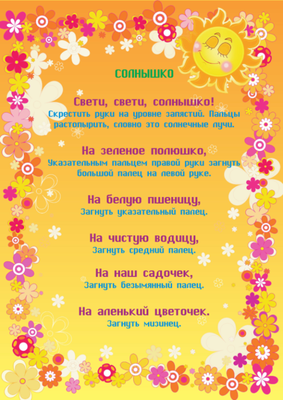 СОЛНЫШКО
Свети, свети, солнышко!
Скрестить руки на уровне запястий. Пальцы
растопырить, словно это солнечные лучи.
На зеленое полюшко,
Указательным пальцем правой руки загнуть
большой палец на левой руке.
На белую пшеницу,
Загнуть указательный палец.
На чистую водицу,
Загнуть средний палец.
На наш садочек,
Загнуть безымянный палец.
На аленький цветочек.
Загнуть мизинец.